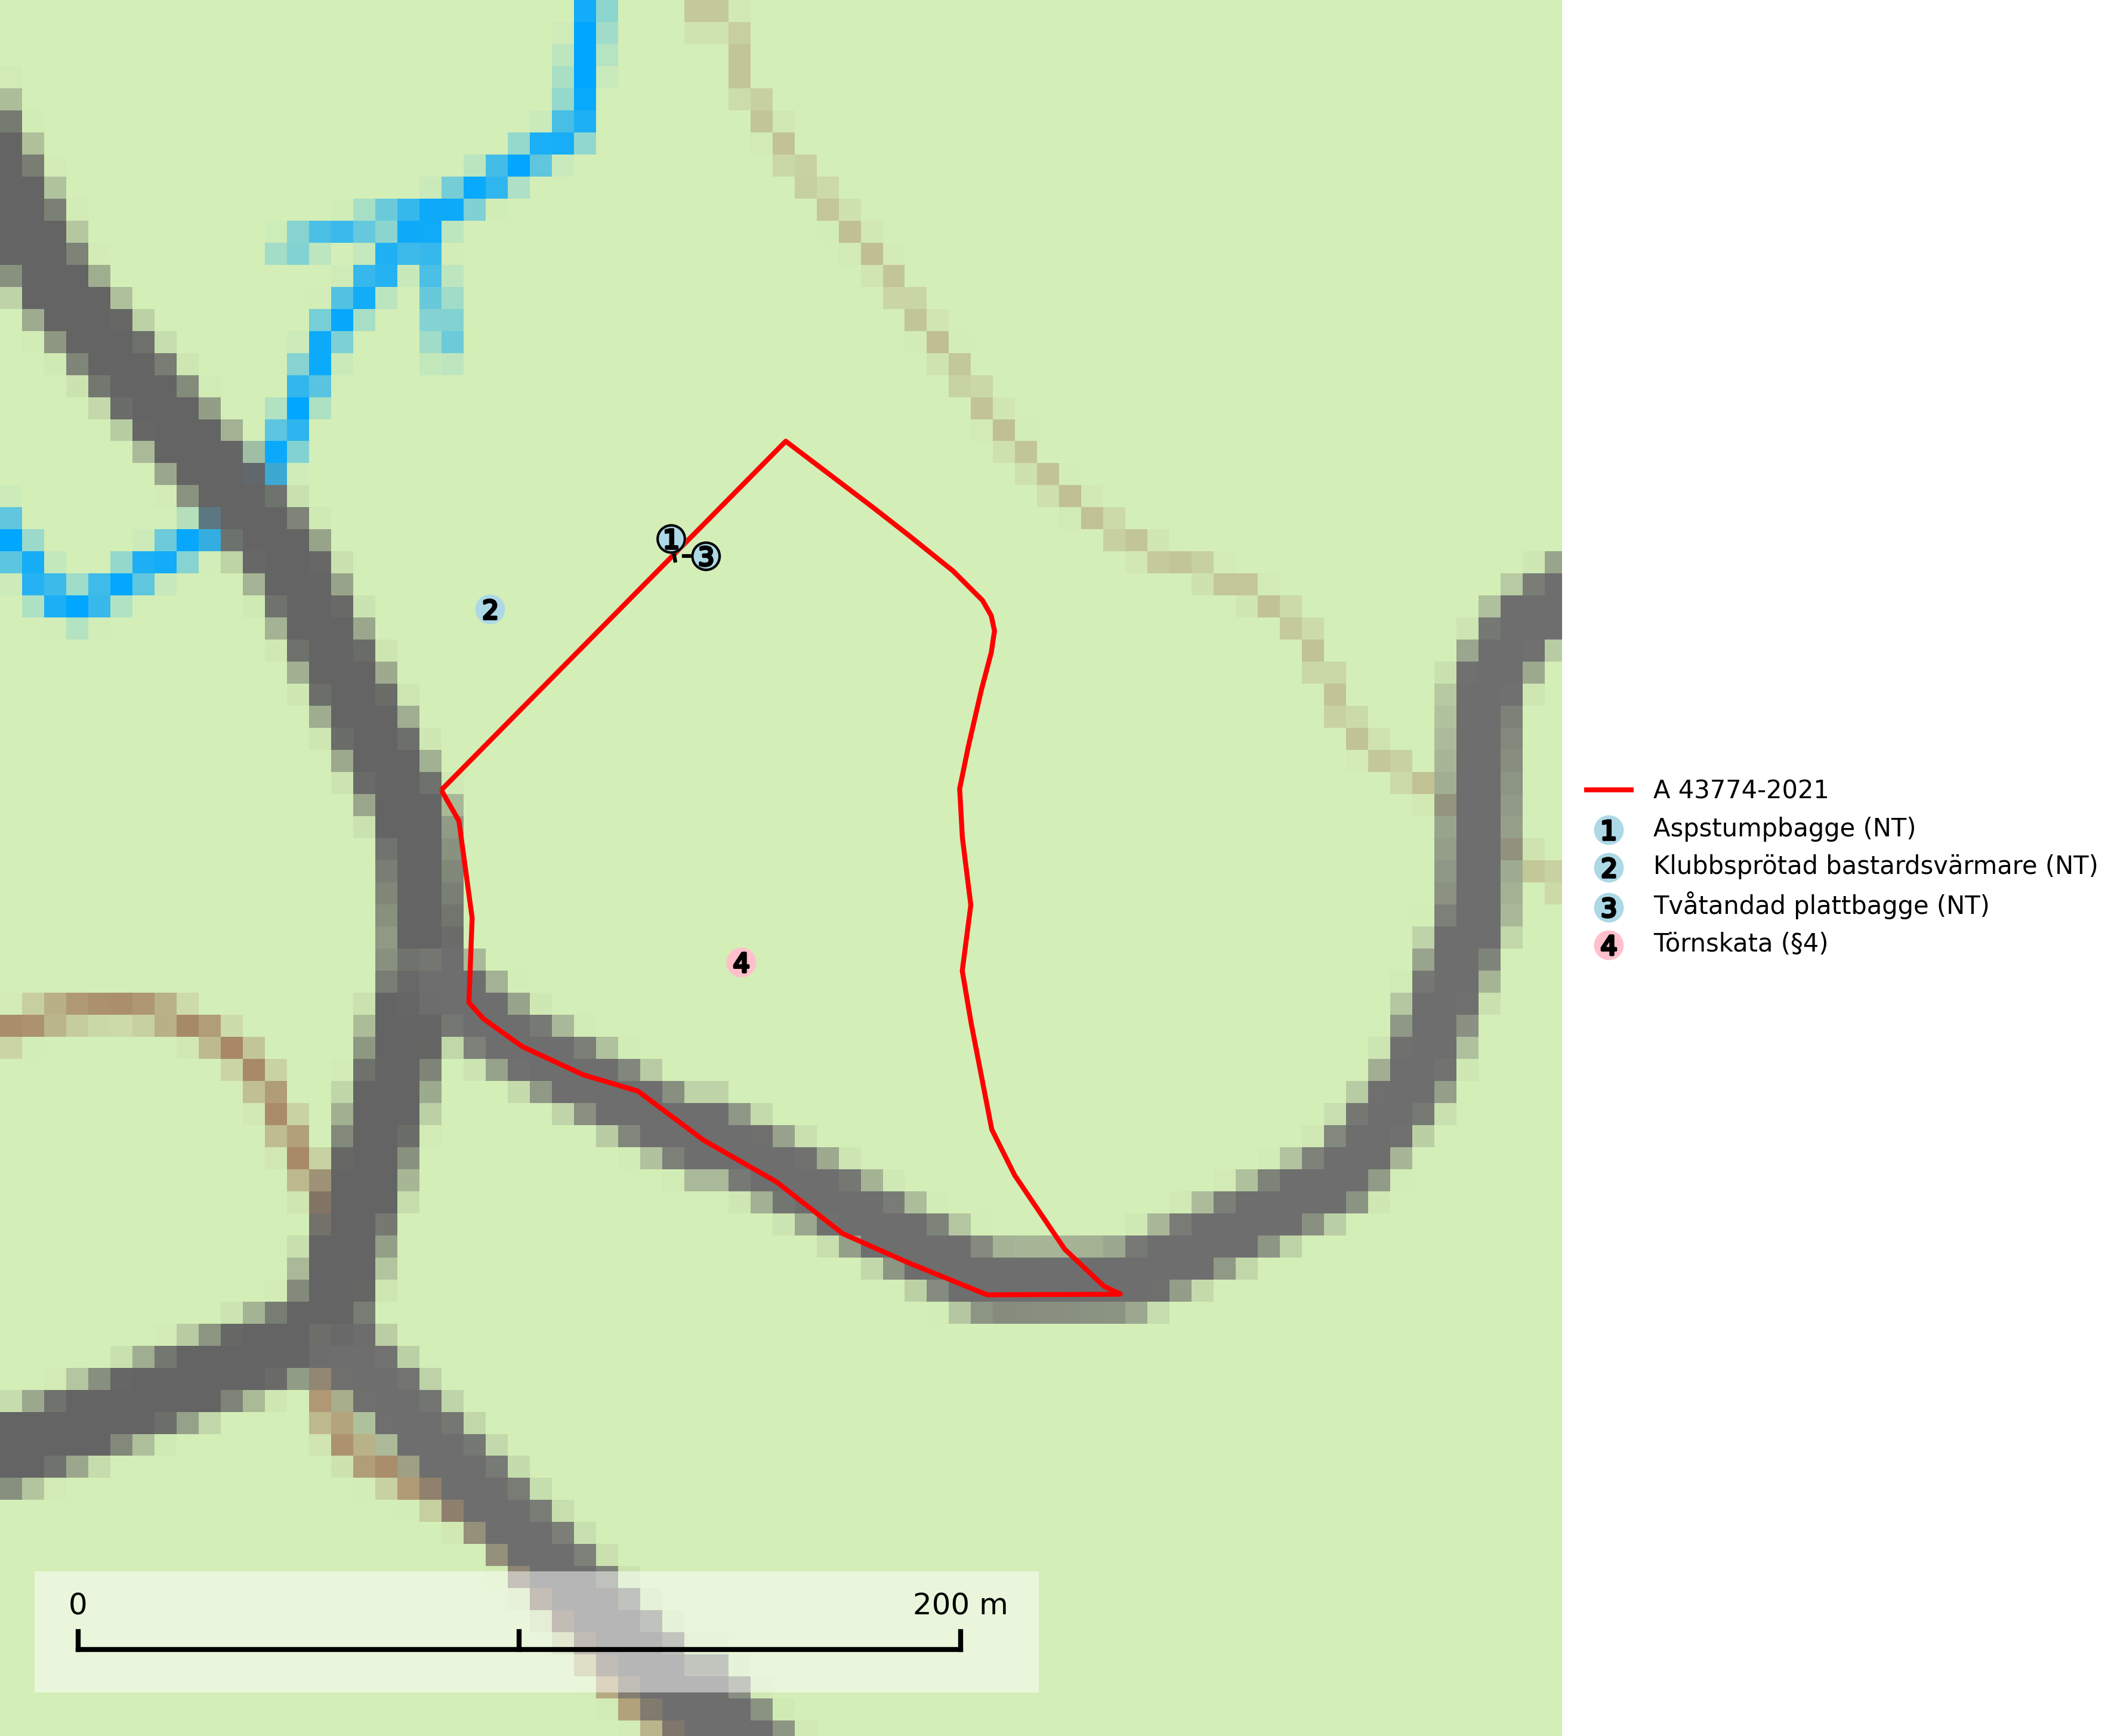 1
3
2
4
A 43774-2021
1 Aspstumpbagge (NT)
2 Klubbsprötad bastardsvärmare (NT)
3 Tvåtandad plattbagge (NT)
4 Törnskata (§4)
0 200 m